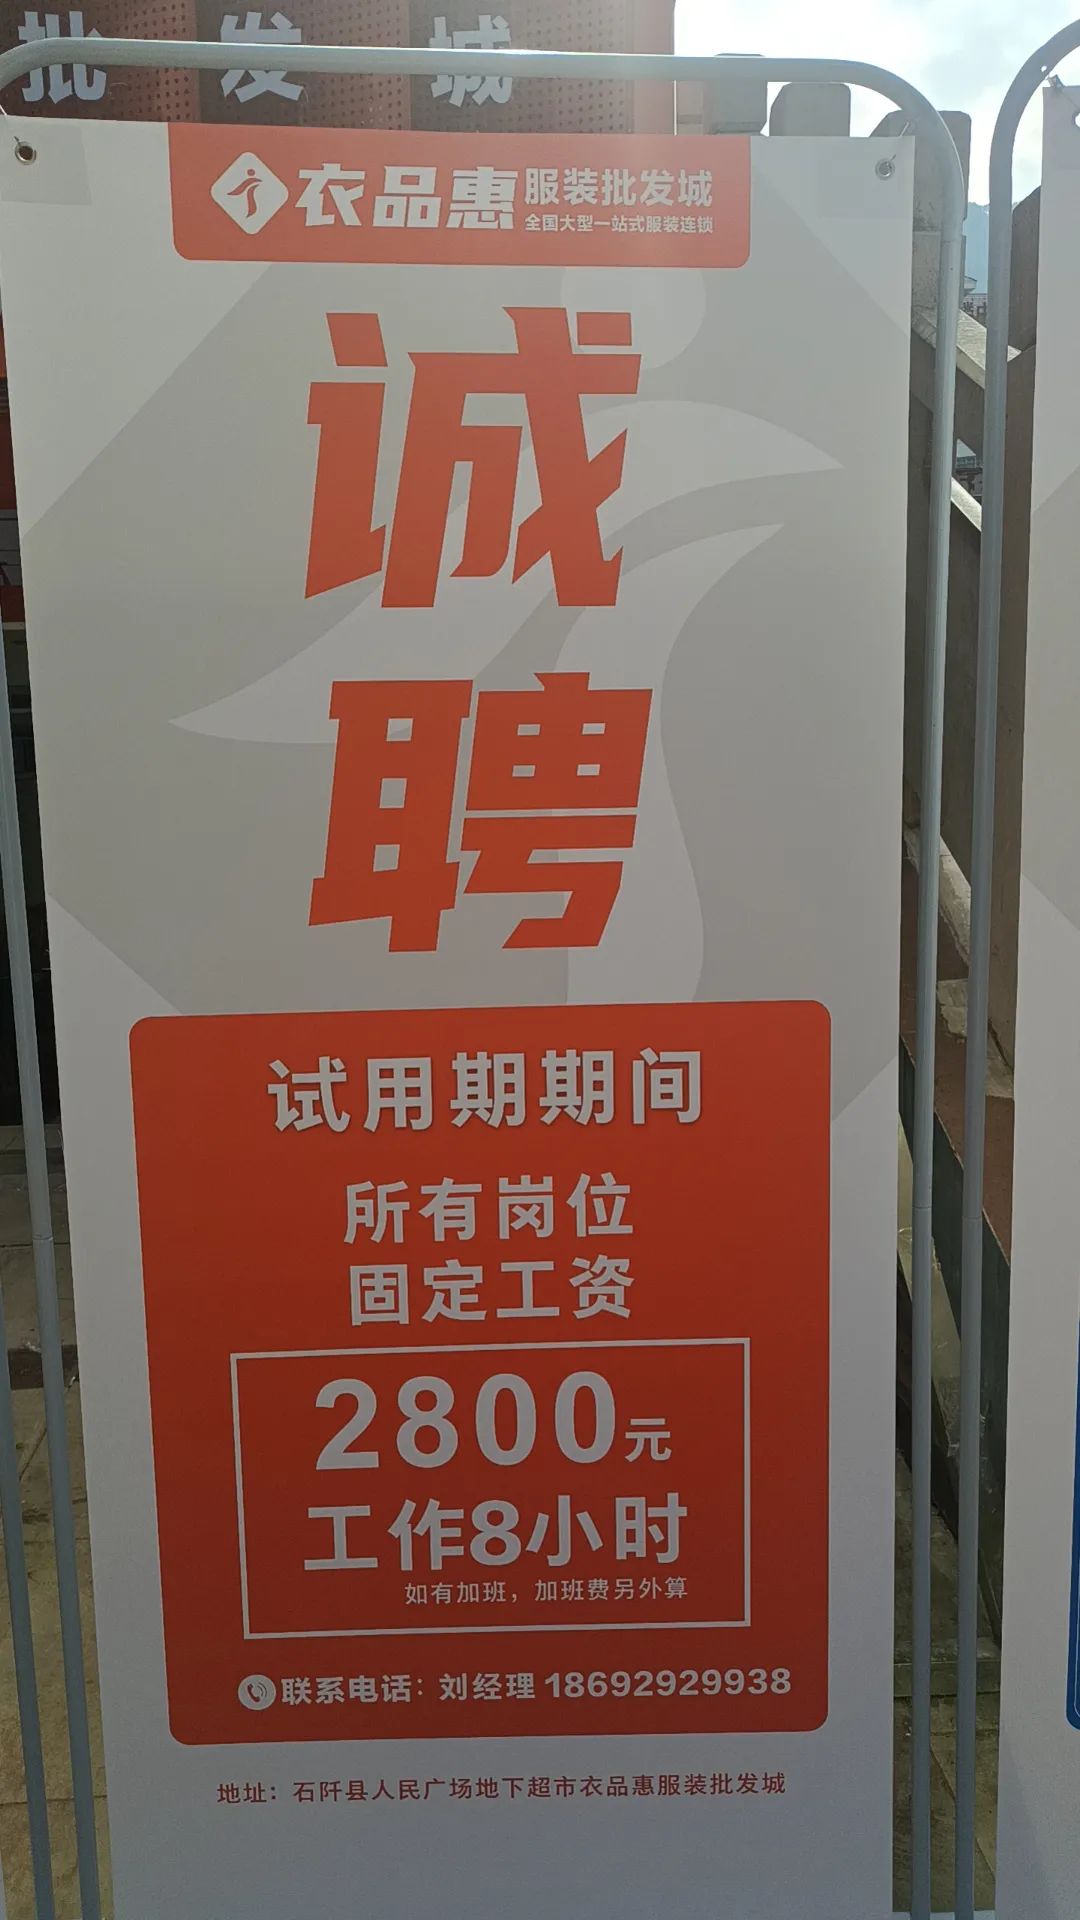 批发城
衣品惠
服装批发城
全国大型一站式服装连锁
诚
聘
试用期期间
所有岗位
固定工资
2800元
工作8小时
如有加班，加班费另外算
联系电话：刘经理 18692929938
地址：石阡县人民广场地下超市衣品惠服装批发城